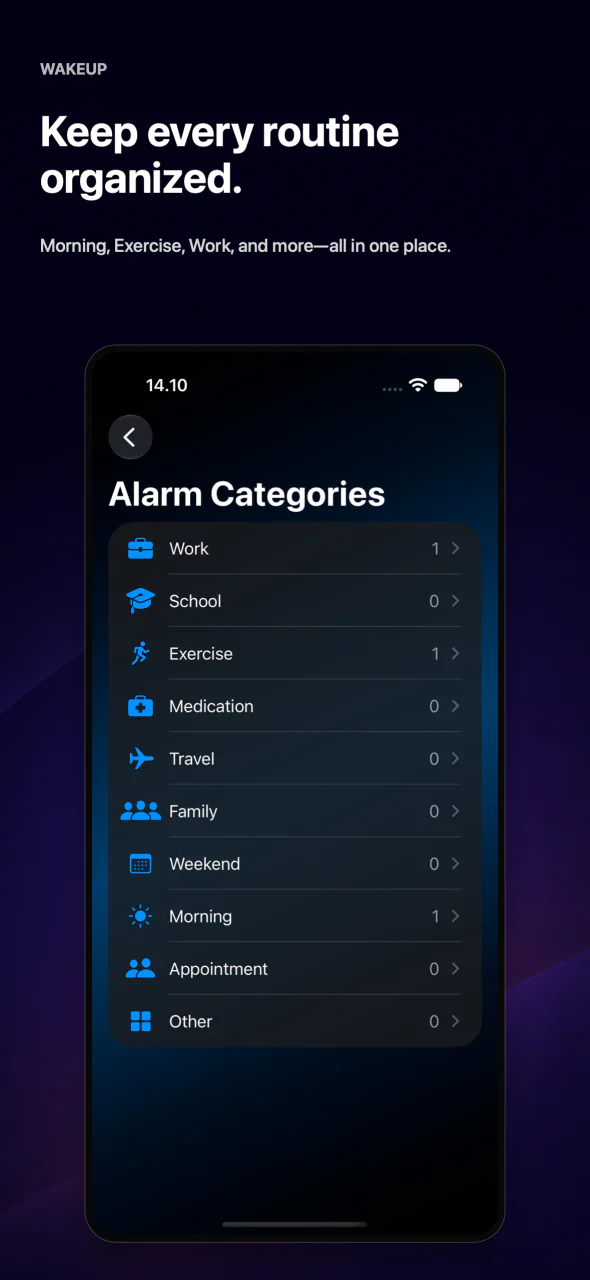 WAKEUP
Keep every routine
organized.
Morning, Exercise, Work, and more—all in one place.
14.10
Alarm Categories
Work 1
School 0
Exercise 1
Medication 0
Travel 0
Family 0
Weekend 0
Morning 1
Appointment 0
Other 0